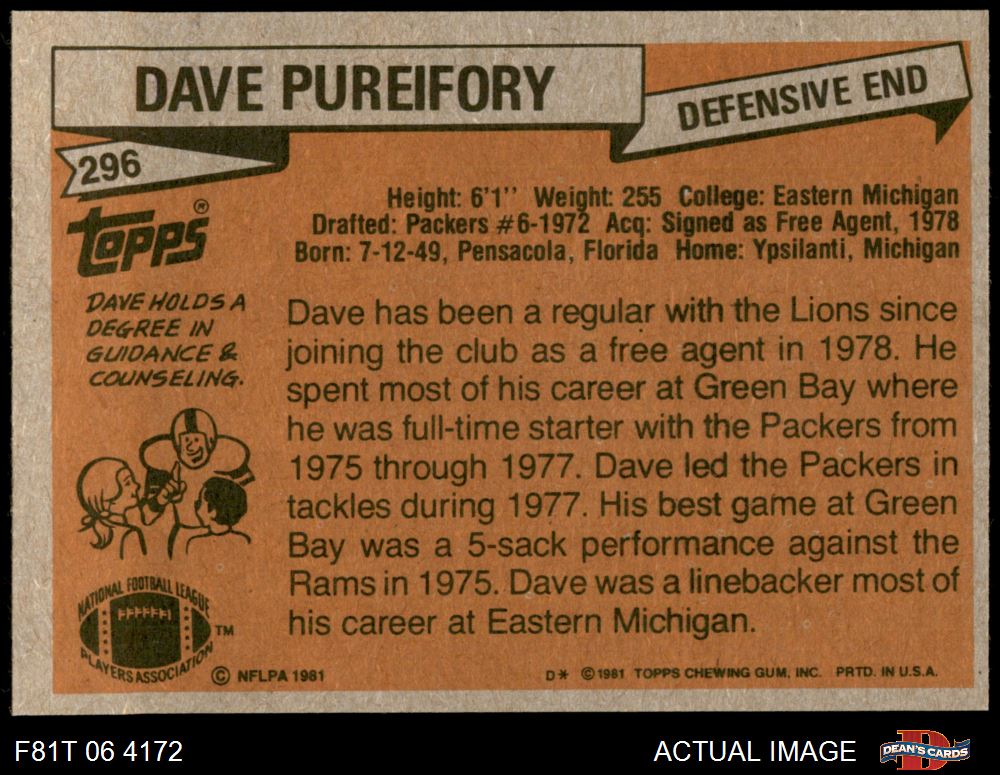 DAVE PUREIFORY
DEFENSIVE END
296
TOPPS®
Height: 6'1'' Weight: 255 College: Eastern Michigan
Drafted: Packers #6-1972 Acq: Signed as Free Agent, 1978
Born: 7-12-49, Pensacola, Florida Home: Ypsilanti, Michigan
DAVE HOLDS A
DEGREE IN
GUIDANCE &
COUNSELING.
Dave has been a regular with the Lions since
joining the club as a free agent in 1978. He
spent most of his career at Green Bay where
he was full-time starter with the Packers from
1975 through 1977. Dave led the Packers in
tackles during 1977. His best game at Green
Bay was a 5-sack performance against the
Rams in 1975. Dave was a linebacker most of
his career at Eastern Michigan.
NATIONAL FOOTBALL LEAGUE
PLAYERS ASSOCIATION
TM
© NFLPA 1981
D* ©1981 TOPPS CHEWING GUM, INC. PRTD. IN U.S.A.
F81T 06 4172
ACTUAL IMAGE
D
DEAN'S CARDS